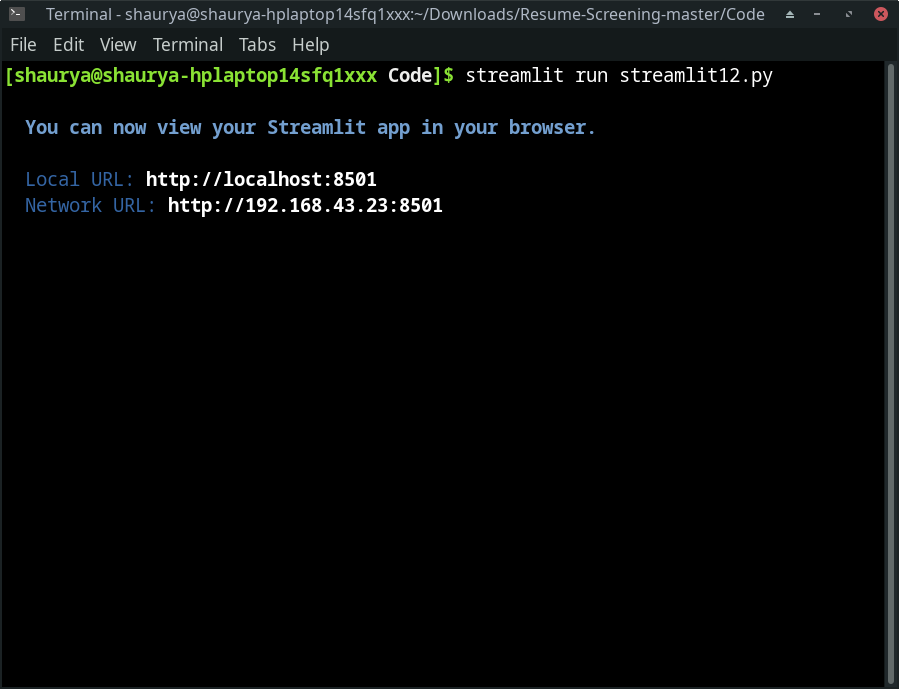 Terminal - shaurya@shaurya-hplaptop14sfq1xxx:~/Downloads/Resume-Screening-master/Code
File Edit View Terminal Tabs Help
[shaurya@shaurya-hplaptop14sfq1xxx Code]$ streamlit run streamlit12.py
You can now view your Streamlit app in your browser.
Local URL: http://localhost:8501
Network URL: http://192.168.43.23:8501